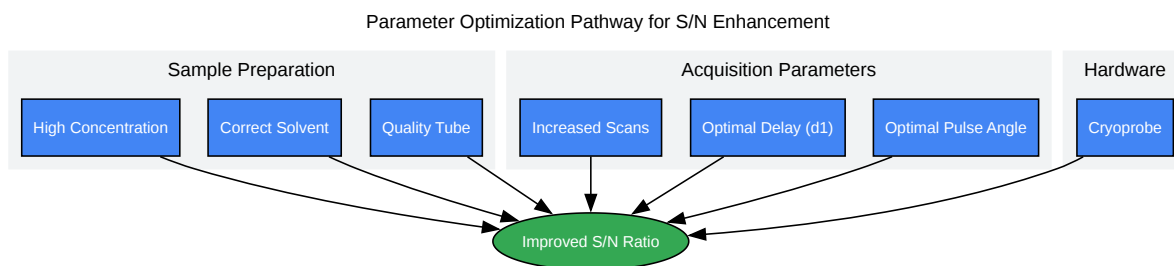 Parameter Optimization Pathway for S/N Enhancement
Sample Preparation
Acquisition Parameters
Hardware
High Concentration
Correct Solvent
Quality Tube
Increased Scans
Optimal Delay (d1)
Optimal Pulse Angle
Cryoprobe
Improved S/N Ratio